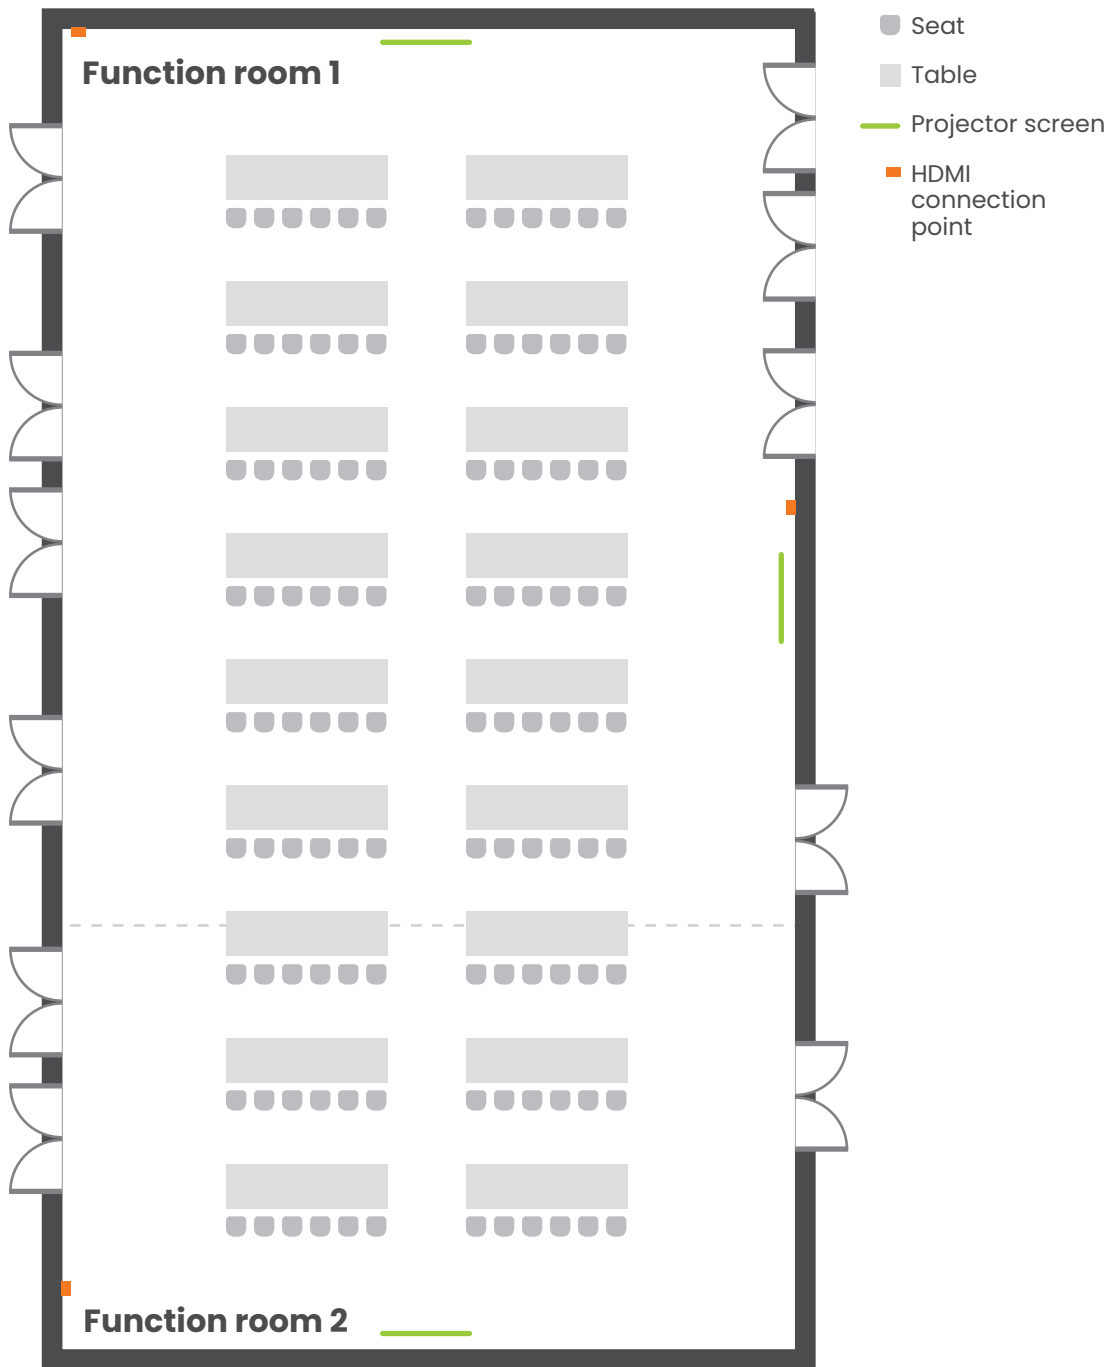 Function room 1
Seat
Table
Projector screen
HDMI
connection
point
Function room 2